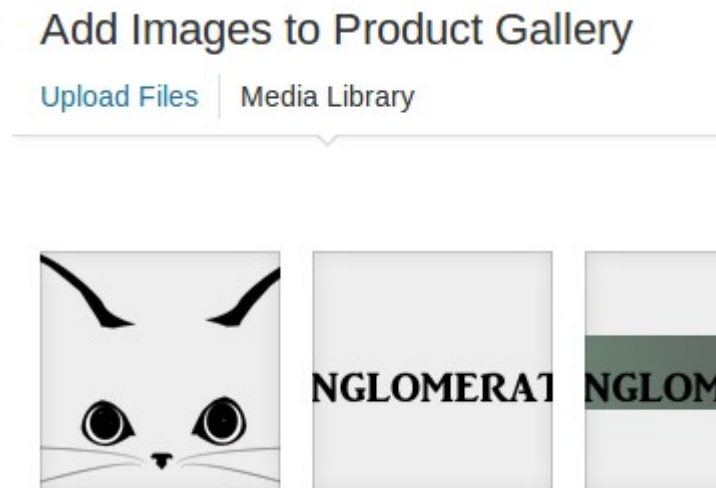 Add Images to Product Gallery
Upload Files Media Library
NGLOMERAT NGLOM